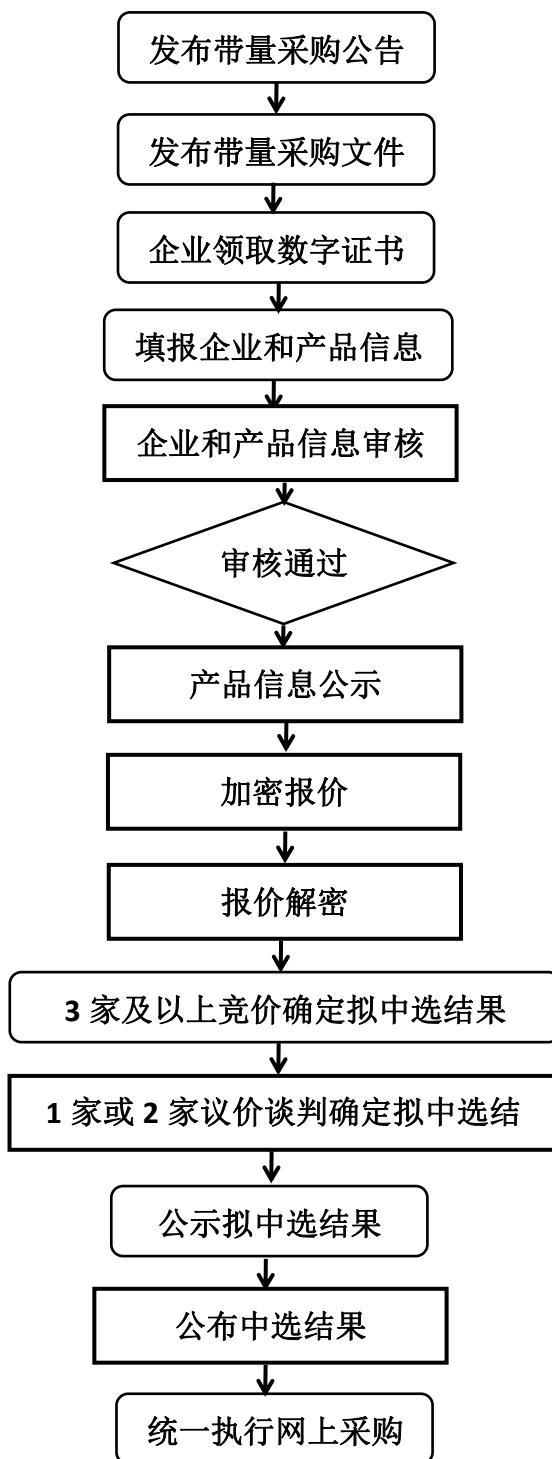 发布带量采购公告
发布带量采购文件
企业领取数字证书
填报企业和产品信息
企业和产品信息审核
审核通过
产品信息公示
加密报价
报价解密
3 家及以上竞价确定拟中选结果
1 家或 2 家议价谈判确定拟中选结
公示拟中选结果
公布中选结果
统一执行网上采购